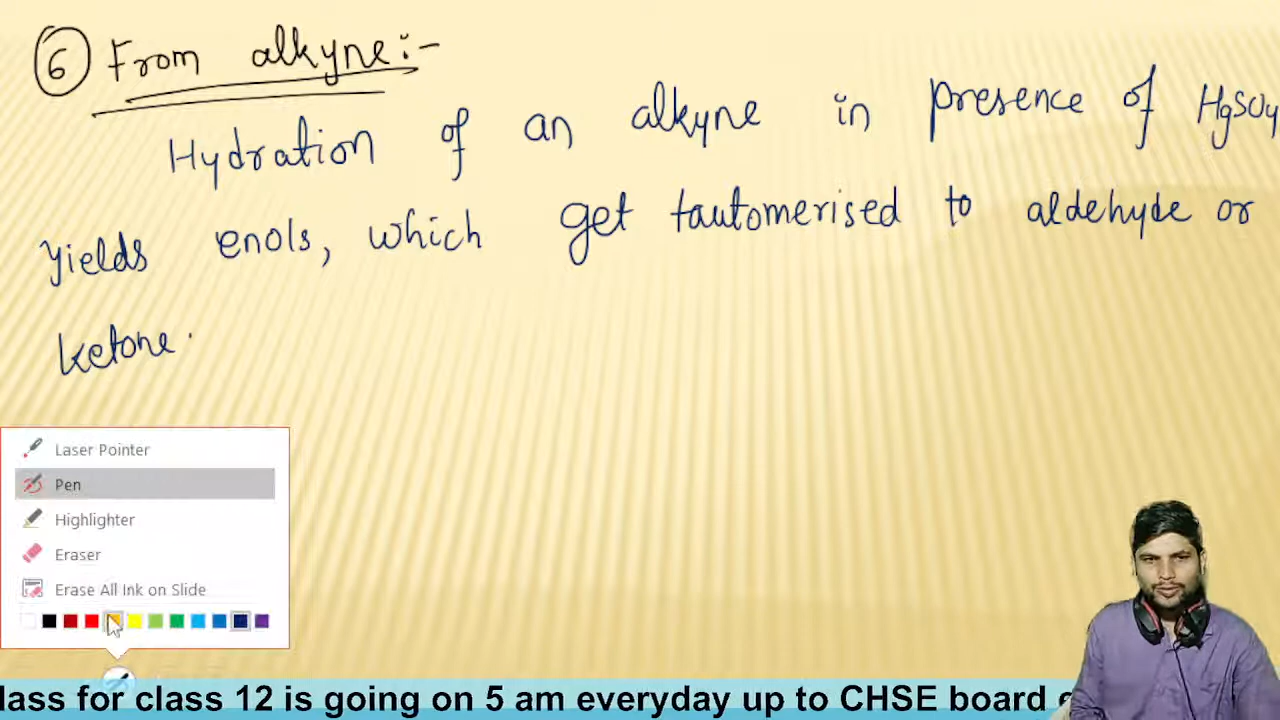 6 From alkyne:-
Hydration of an alkyne in presence of HgSO4
yields enols, which get tautomerised to aldehyde or
ketone.
Laser Pointer
Pen
Highlighter
Eraser
Erase All Ink on Slide
lass for class 12 is going on 5 am everyday up to CHSE board